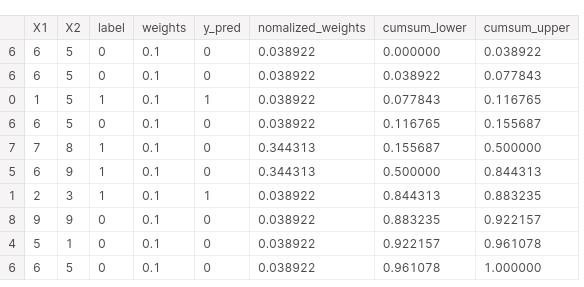 X1 X2 label weights y_pred nomalized_weights cumsum_lower cumsum_upper
6 6 5 0 0.1 0 0.038922 0.000000 0.038922
6 6 5 0 0.1 0 0.038922 0.038922 0.077843
0 1 5 1 0.1 1 0.038922 0.077843 0.116765
6 6 5 0 0.1 0 0.038922 0.116765 0.155687
7 7 8 1 0.1 0 0.344313 0.155687 0.500000
5 6 9 1 0.1 0 0.344313 0.500000 0.844313
1 2 3 1 0.1 1 0.038922 0.844313 0.883235
8 9 9 0 0.1 0 0.038922 0.883235 0.922157
4 5 1 0 0.1 0 0.038922 0.922157 0.961078
6 6 5 0 0.1 0 0.038922 0.961078 1.000000